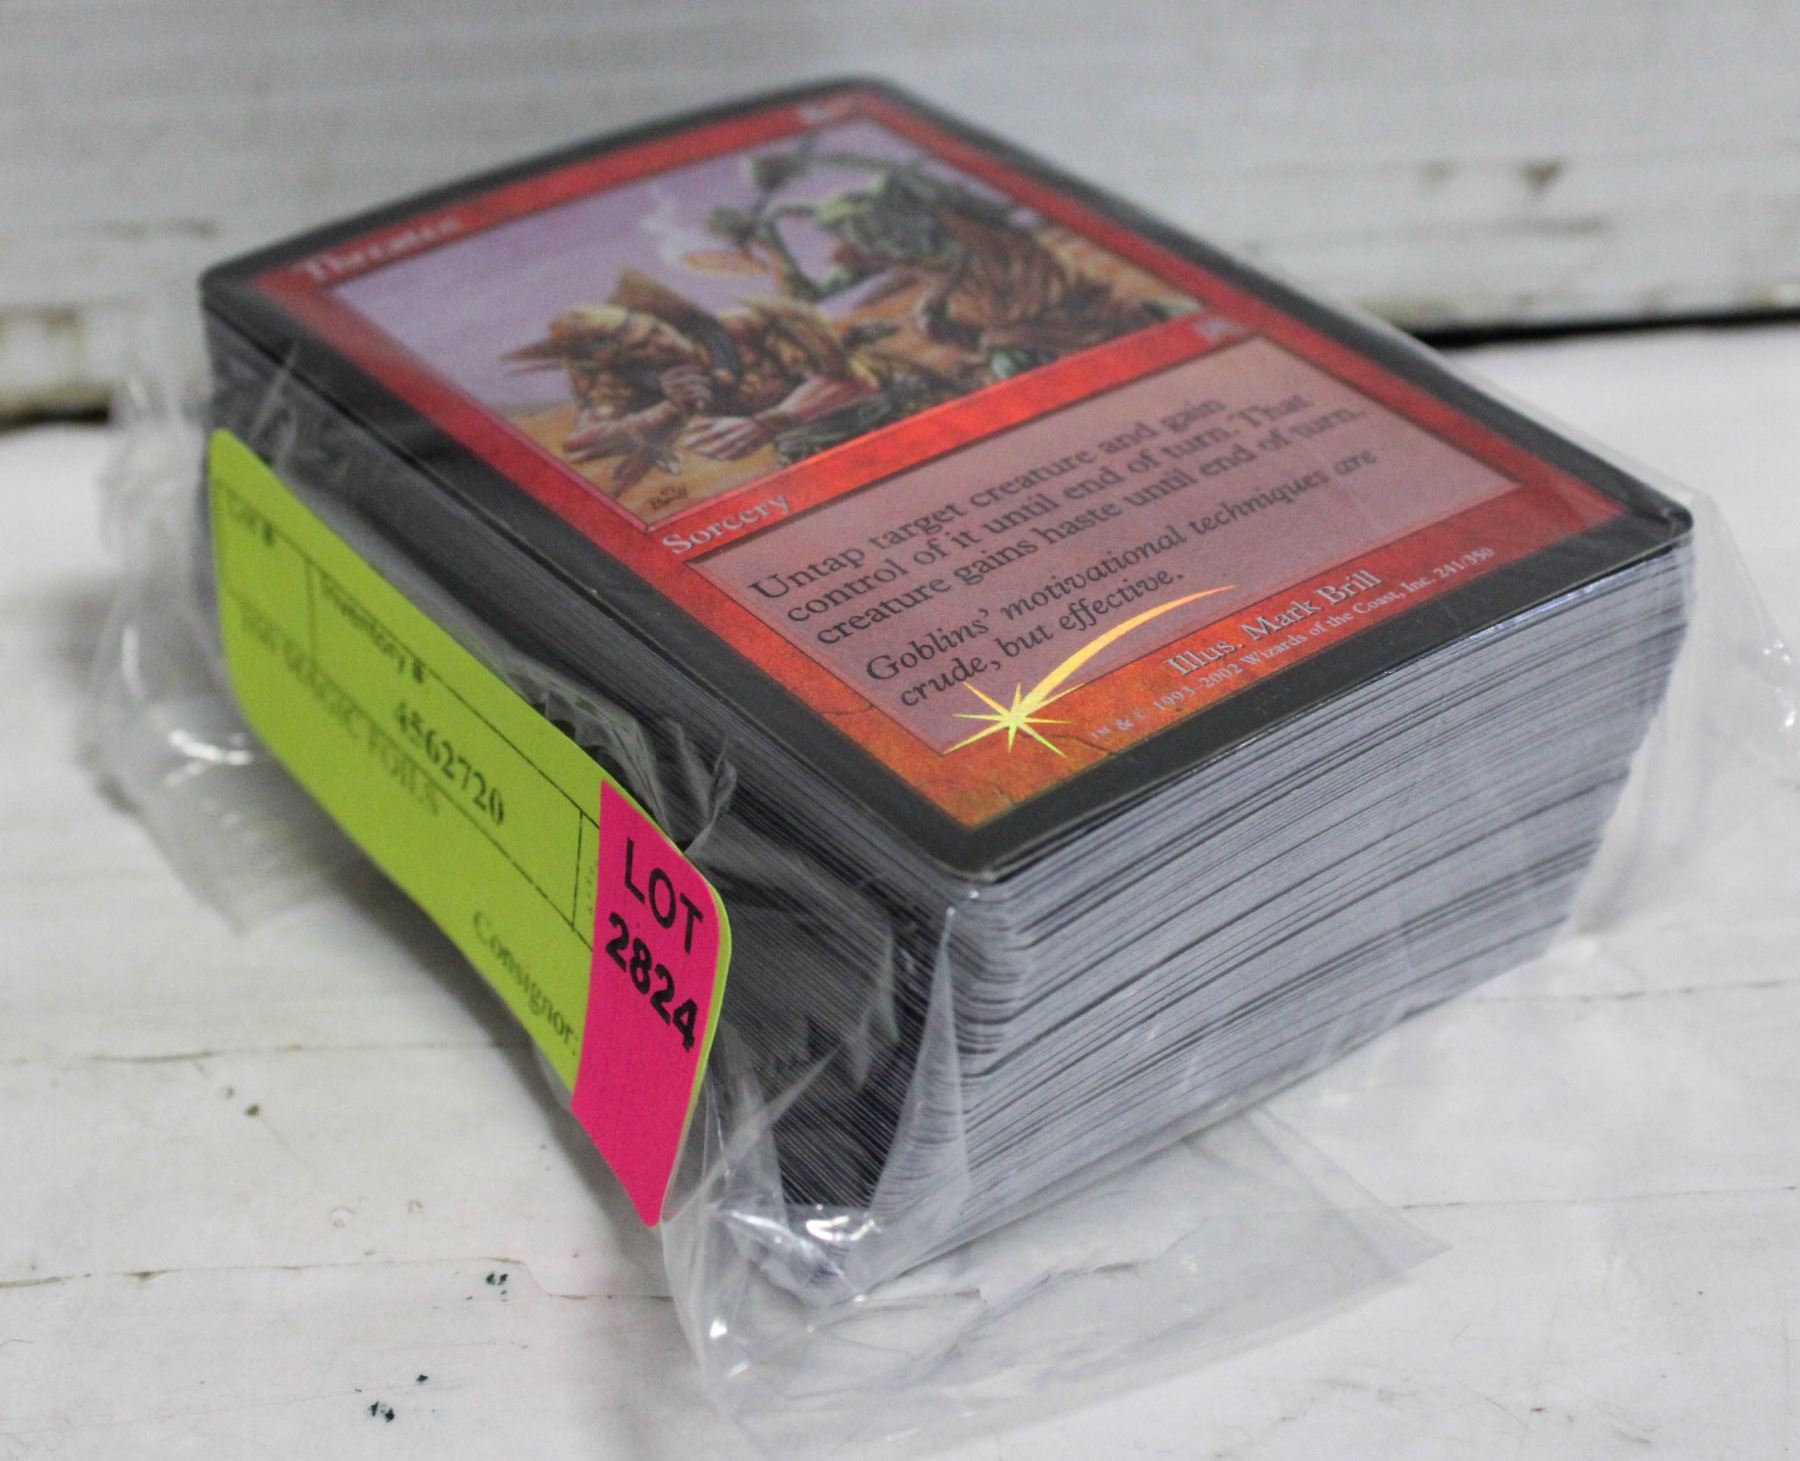 Threaten
Sorcery
Untap target creature and gain
control of it until end of turn. That
creature gains haste until end of turn.
Goblins' motivational techniques are
crude, but effective.
Illus. Mark Brill
™ & © 1993–2002 Wizards of the Coast, Inc. 241/350
Lot #
Inventory #
4562720
MAGIC FOILS
Consignor:
LOT
2824